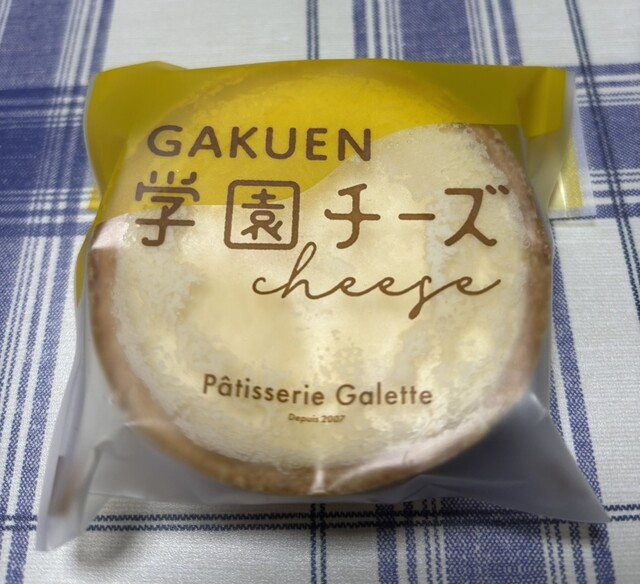 GAKUEN
学園チーズ
cheese
Pâtisserie Galette
Depuis 2007